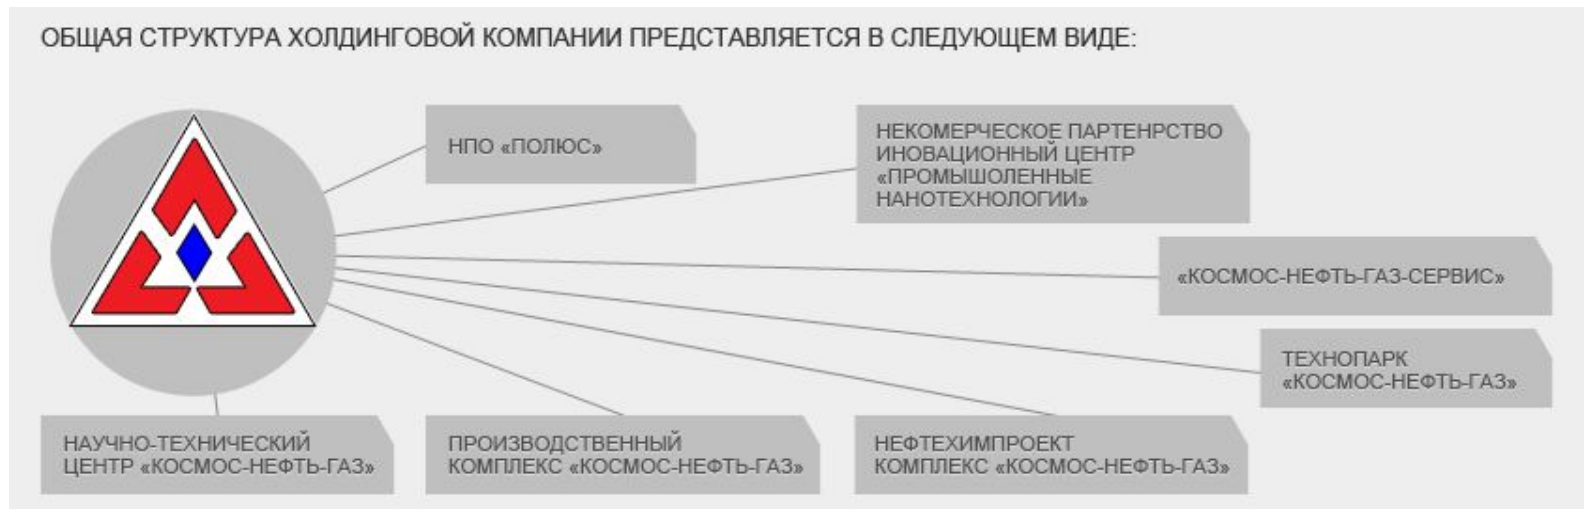 ОБЩАЯ СТРУКТУРА ХОЛДИНГОВОЙ КОМПАНИИ ПРЕДСТАВЛЯЕТСЯ В СЛЕДУЮЩЕМ ВИДЕ:
НПО «ПОЛЮС»
НЕКОМЕРЧЕСКОЕ ПАРТЕНРСТВО
ИНОВАЦИОННЫЙ ЦЕНТР
«ПРОМЫШОЛЕННЫЕ
НАНОТЕХНОЛОГИИ»
«КОСМОС-НЕФТЬ-ГАЗ-СЕРВИС»
ТЕХНОПАРК
«КОСМОС-НЕФТЬ-ГАЗ»
НАУЧНО-ТЕХНИЧЕСКИЙ
ЦЕНТР «КОСМОС-НЕФТЬ-ГАЗ»
ПРОИЗВОДСТВЕННЫЙ
КОМПЛЕКС «КОСМОС-НЕФТЬ-ГАЗ»
НЕФТЕХИМПРОЕКТ
КОМПЛЕКС «КОСМОС-НЕФТЬ-ГАЗ»